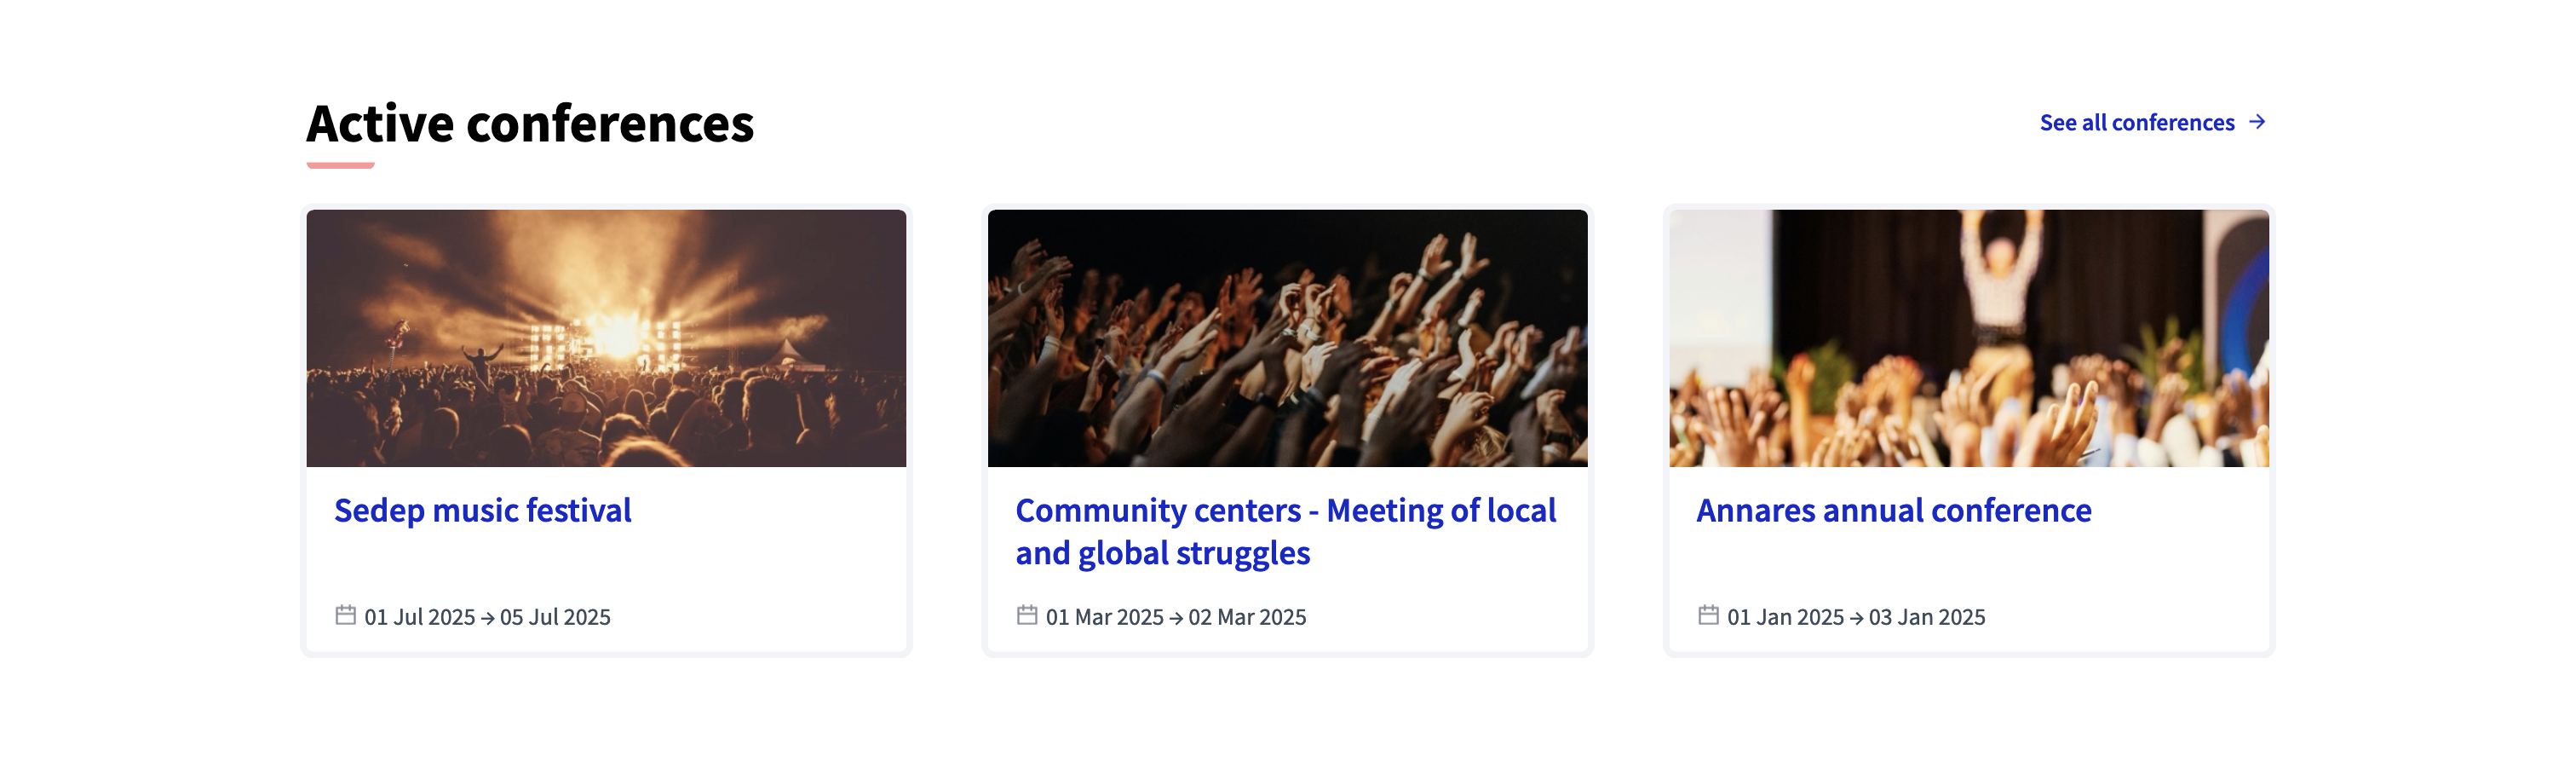 Active conferences
See all conferences →
Sedep music festival
01 Jul 2025 → 05 Jul 2025
Community centers - Meeting of local
and global struggles
01 Mar 2025 → 02 Mar 2025
Annares annual conference
01 Jan 2025 → 03 Jan 2025